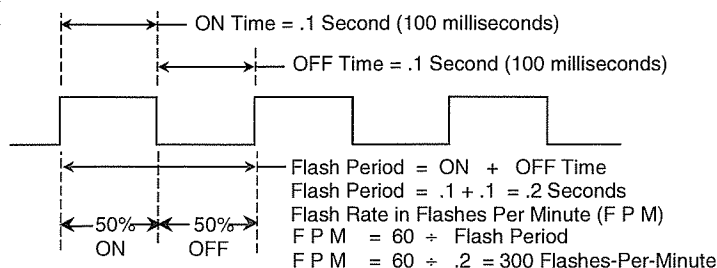 ON Time = .1 Second (100 milliseconds)
OFF Time = .1 Second (100 milliseconds)
Flash Period = ON + OFF Time
Flash Period = .1 + .1 = .2 Seconds
Flash Rate in Flashes Per Minute (F P M)
F P M = 60 ÷ Flash Period
F P M = 60 ÷ .2 = 300 Flashes-Per-Minute
50% ON
50% OFF